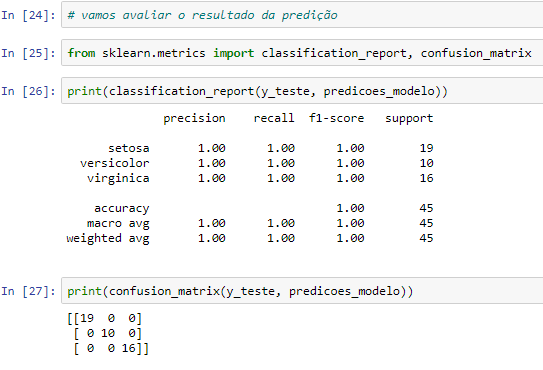 In [24]: # vamos avaliar o resultado da predição
In [25]: from sklearn.metrics import classification_report, confusion_matrix
In [26]: print(classification_report(y_teste, predicoes_modelo))
precision recall f1-score support
setosa 1.00 1.00 1.00 19
versicolor 1.00 1.00 1.00 10
virginica 1.00 1.00 1.00 16
accuracy 1.00 45
macro avg 1.00 1.00 1.00 45
weighted avg 1.00 1.00 1.00 45
In [27]: print(confusion_matrix(y_teste, predicoes_modelo))
[[19 0 0]
[ 0 10 0]
[ 0 0 16]]